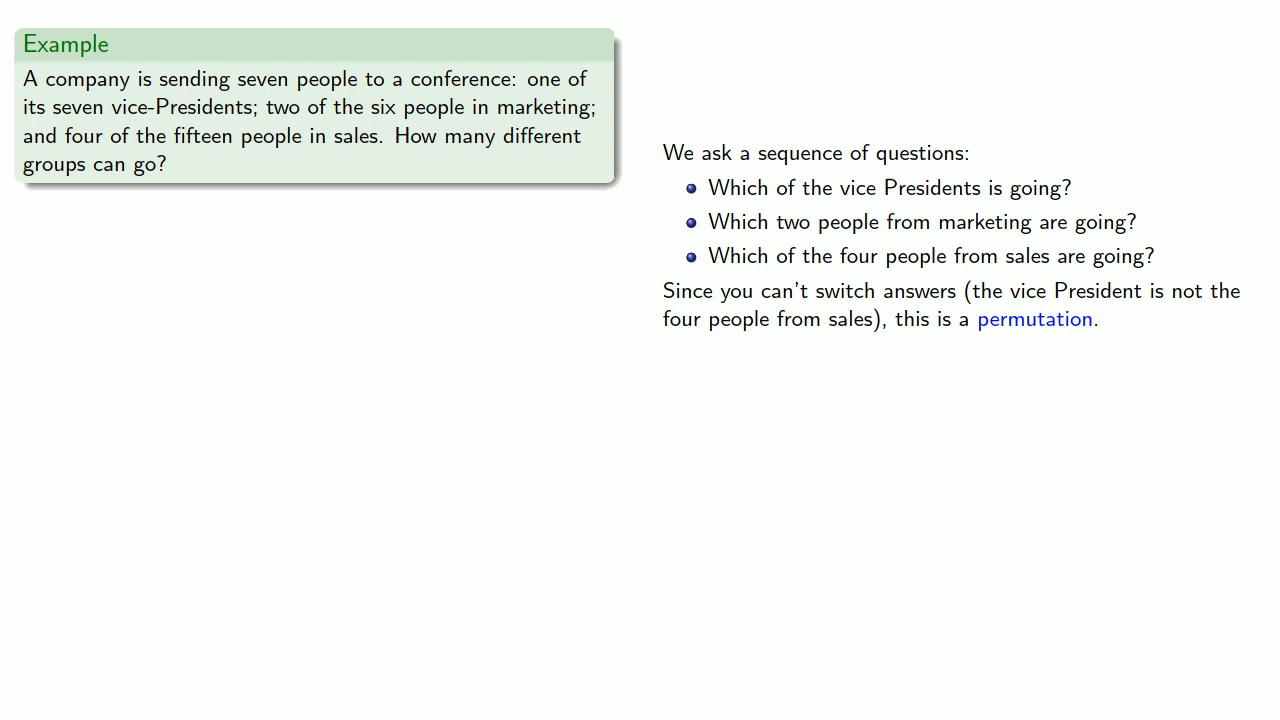 Example
A company is sending seven people to a conference: one of
its seven vice-Presidents; two of the six people in marketing;
and four of the fifteen people in sales. How many different
groups can go?
We ask a sequence of questions:
Which of the vice Presidents is going?
Which two people from marketing are going?
Which of the four people from sales are going?
Since you can't switch answers (the vice President is not the
four people from sales), this is a permutation.